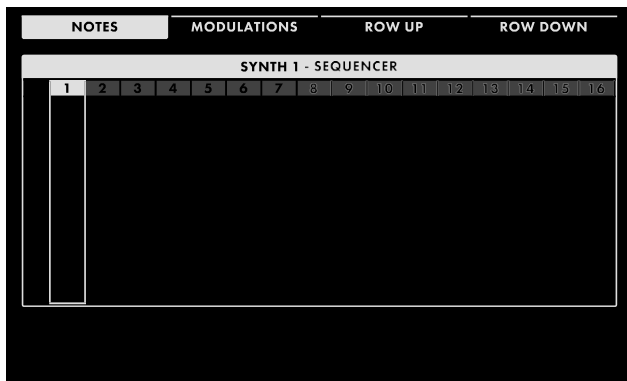 NOTES MODULATIONS ROW UP ROW DOWN
SYNTH 1 - SEQUENCER
1 2 3 4 5 6 7 8 9 10 11 12 13 14 15 16